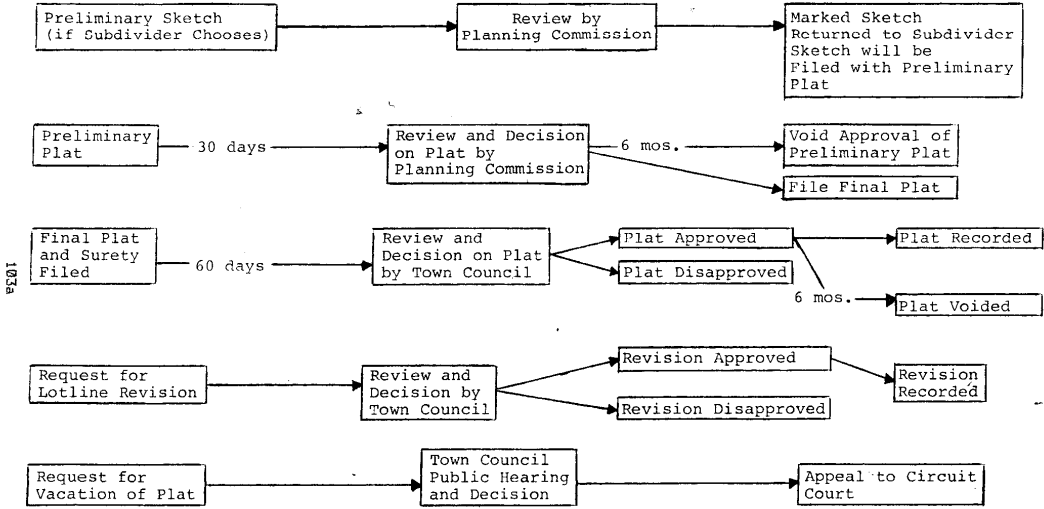 Preliminary Sketch
(if Subdivider Chooses)
Review by
Planning Commission
Marked Sketch
Returned to Subdivider
Sketch will be
Filed with Preliminary
Plat
Preliminary
Plat
30 days
Review and Decision
on Plat by
Planning Commission
6 mos.
Void Approval of
Preliminary Plat
File Final Plat
Final Plat
and Surety
Filed
60 days
Review and
Decision on Plat
by Town Council
Plat Approved
Plat Disapproved
Plat Recorded
6 mos.
Plat Voided
103a
Request for
Lotline Revision
Review and
Decision by
Town Council
Revision Approved
Revision Disapproved
Revision
Recorded
Request for
Vacation of Plat
Town Council
Public Hearing
and Decision
Appeal to Circuit
Court